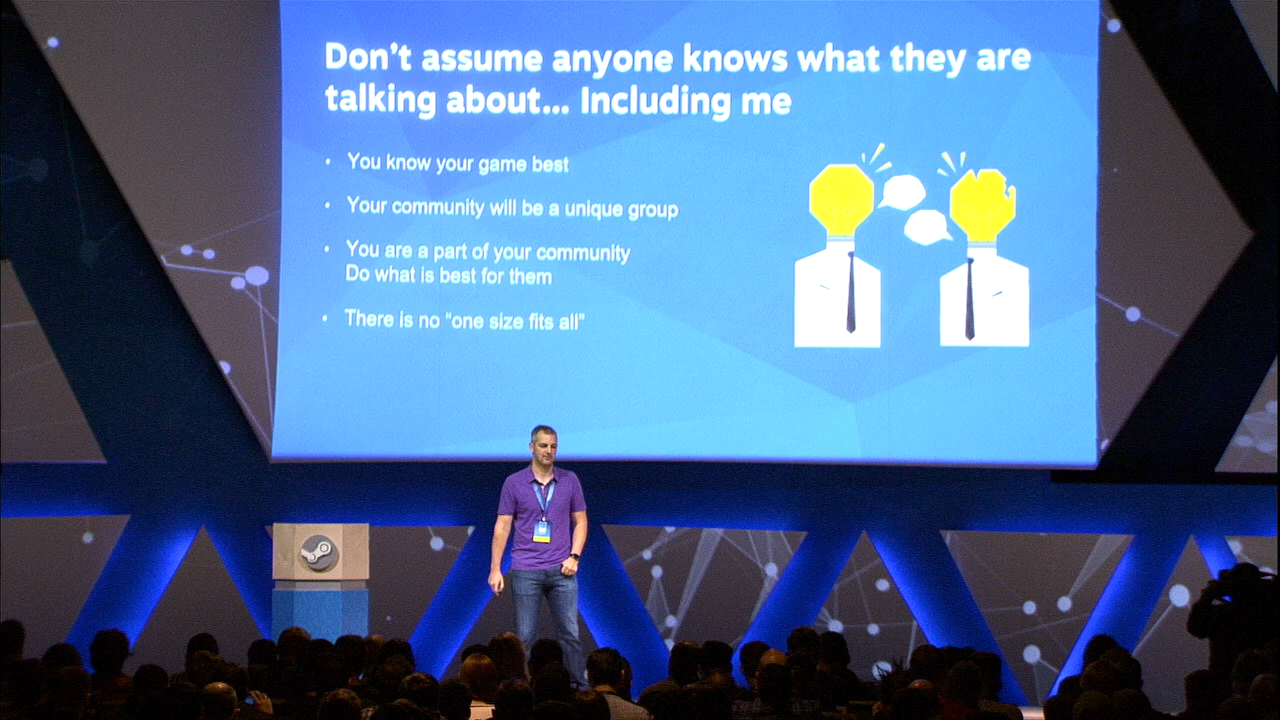 Don't assume anyone knows what they are
talking about... Including me
• You know your game best
• Your community will be a unique group
• You are a part of your community
Do what is best for them
• There is no "one size fits all"